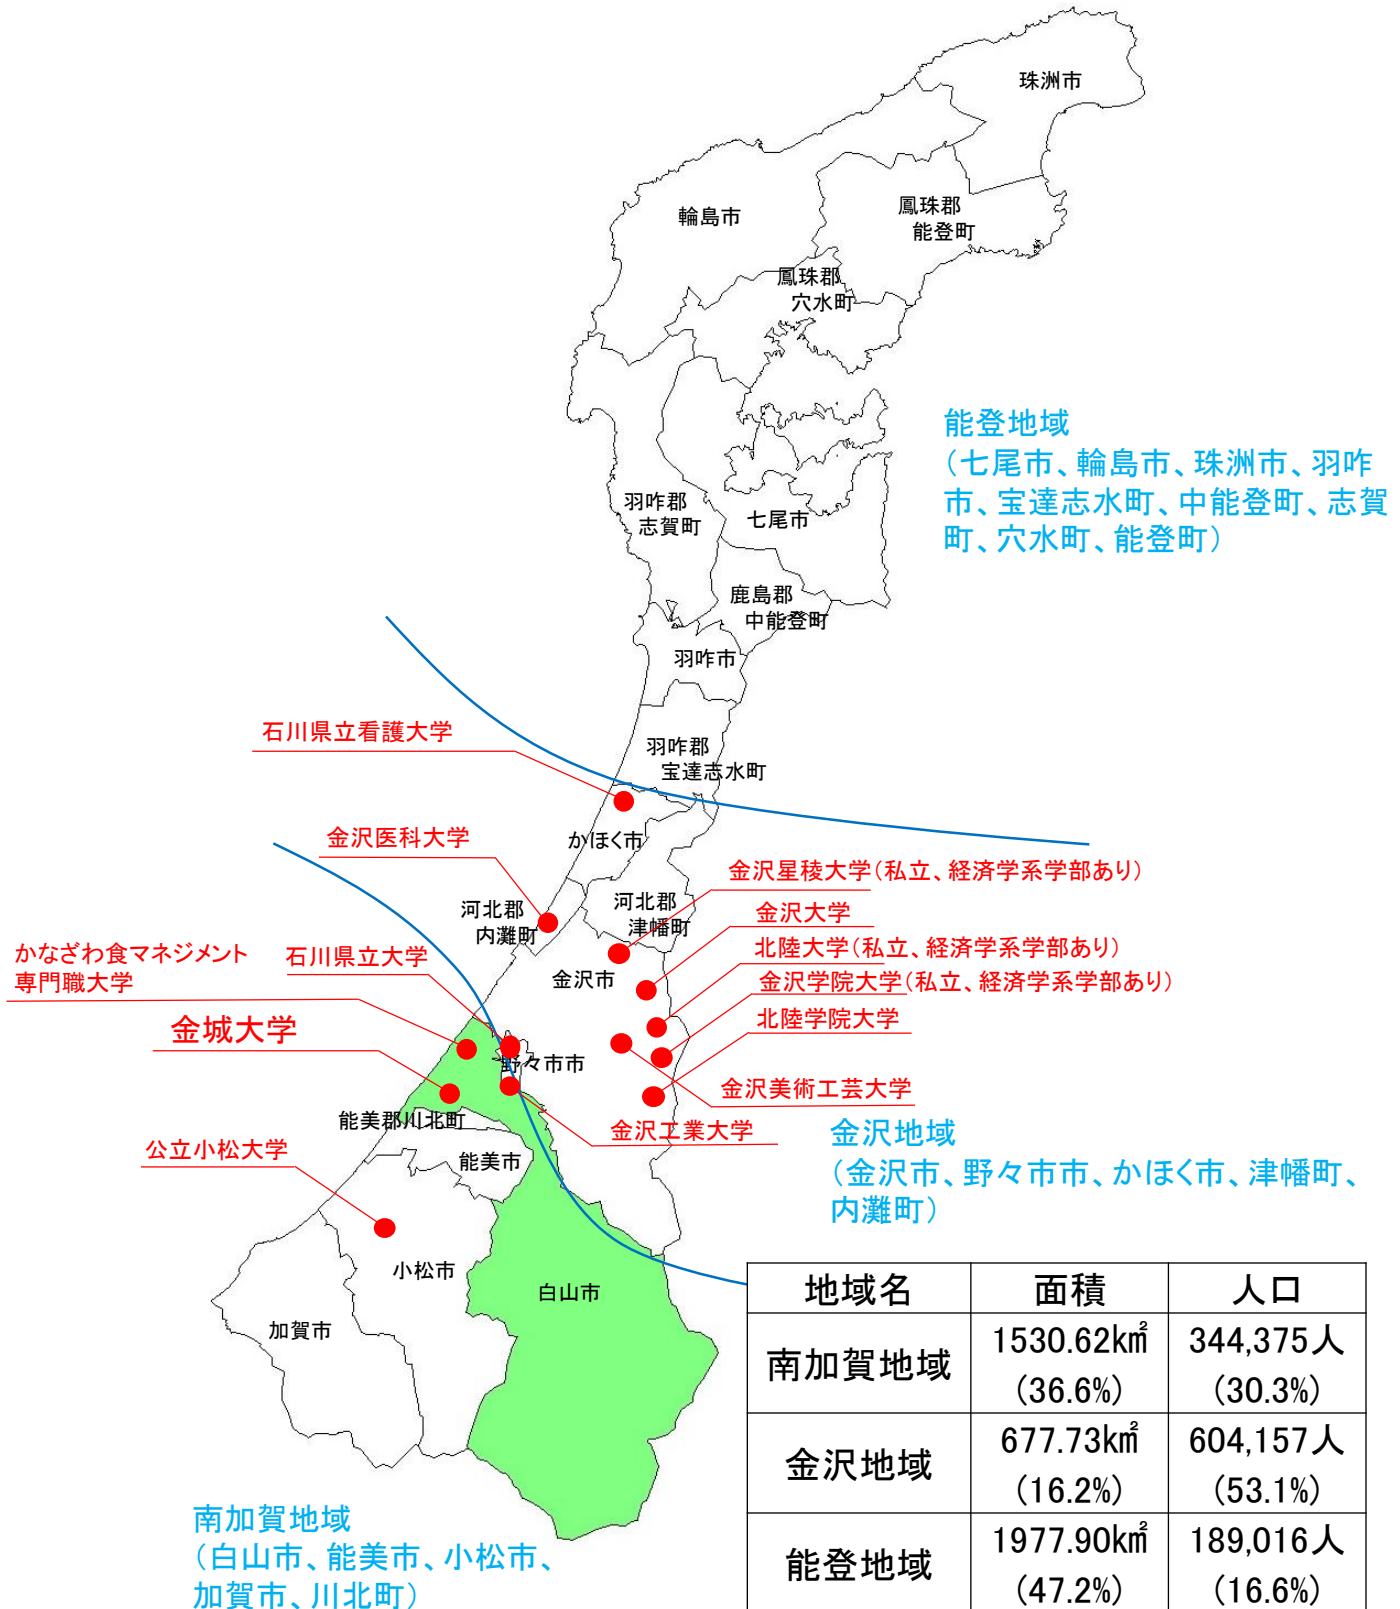 珠洲市
輪島市
鳳珠郡
能登町
鳳珠郡
穴水町
能登地域
（七尾市、輪島市、珠洲市、羽咋
市、宝達志水町、中能登町、志賀
町、穴水町、能登町）
羽咋郡
志賀町
七尾市
鹿島郡
中能登町
羽咋市
石川県立看護大学
羽咋郡
宝達志水町
かほく市
金沢医科大学
金沢星稜大学（私立、経済学系学部あり）
河北郡
津幡町
河北郡
内灘町
金沢大学
北陸大学（私立、経済学系学部あり）
かなざわ食マネジメント
専門職大学
石川県立大学
金沢市
金沢学院大学（私立、経済学系学部あり）
北陸学院大学
金城大学
野々市市
金沢美術工芸大学
能美郡川北町
金沢工業大学
金沢地域
（金沢市、野々市市、かほく市、津幡町、
内灘町）
公立小松大学
能美市
小松市
白山市
加賀市
地域名 面積 人口
南加賀地域 1530.62k㎡ 344,375人
（36.6%） （30.3%）
金沢地域 677.73k㎡ 604,157人
（16.2%） （53.1%）
能登地域 1977.90k㎡ 189,016人
（47.2%） （16.6%）
南加賀地域
（白山市、能美市、小松市、
加賀市、川北町）